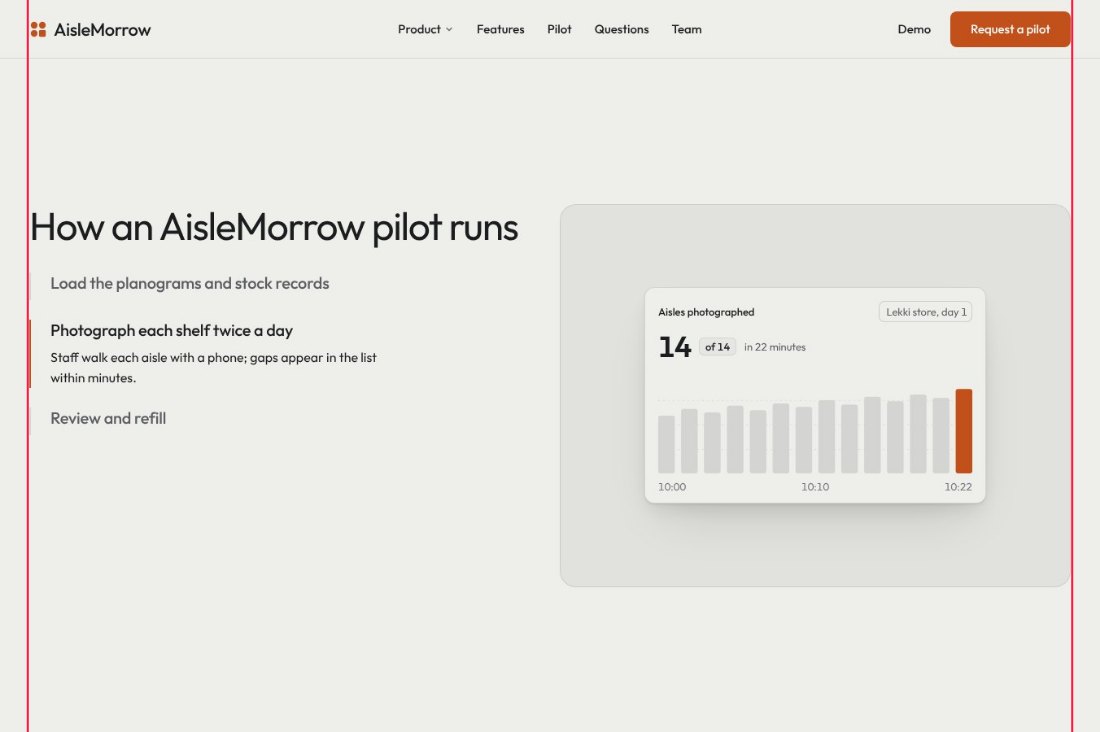 AisleMorrow
Product
Features
Pilot
Questions
Team
Demo
Request a pilot
How an AisleMorrow pilot runs
Load the planograms and stock records
Photograph each shelf twice a day
Staff walk each aisle with a phone; gaps appear in the list
within minutes.
Review and refill
Aisles photographed
Lekki store, day 1
14 of 14 in 22 minutes
10:00
10:10
10:22